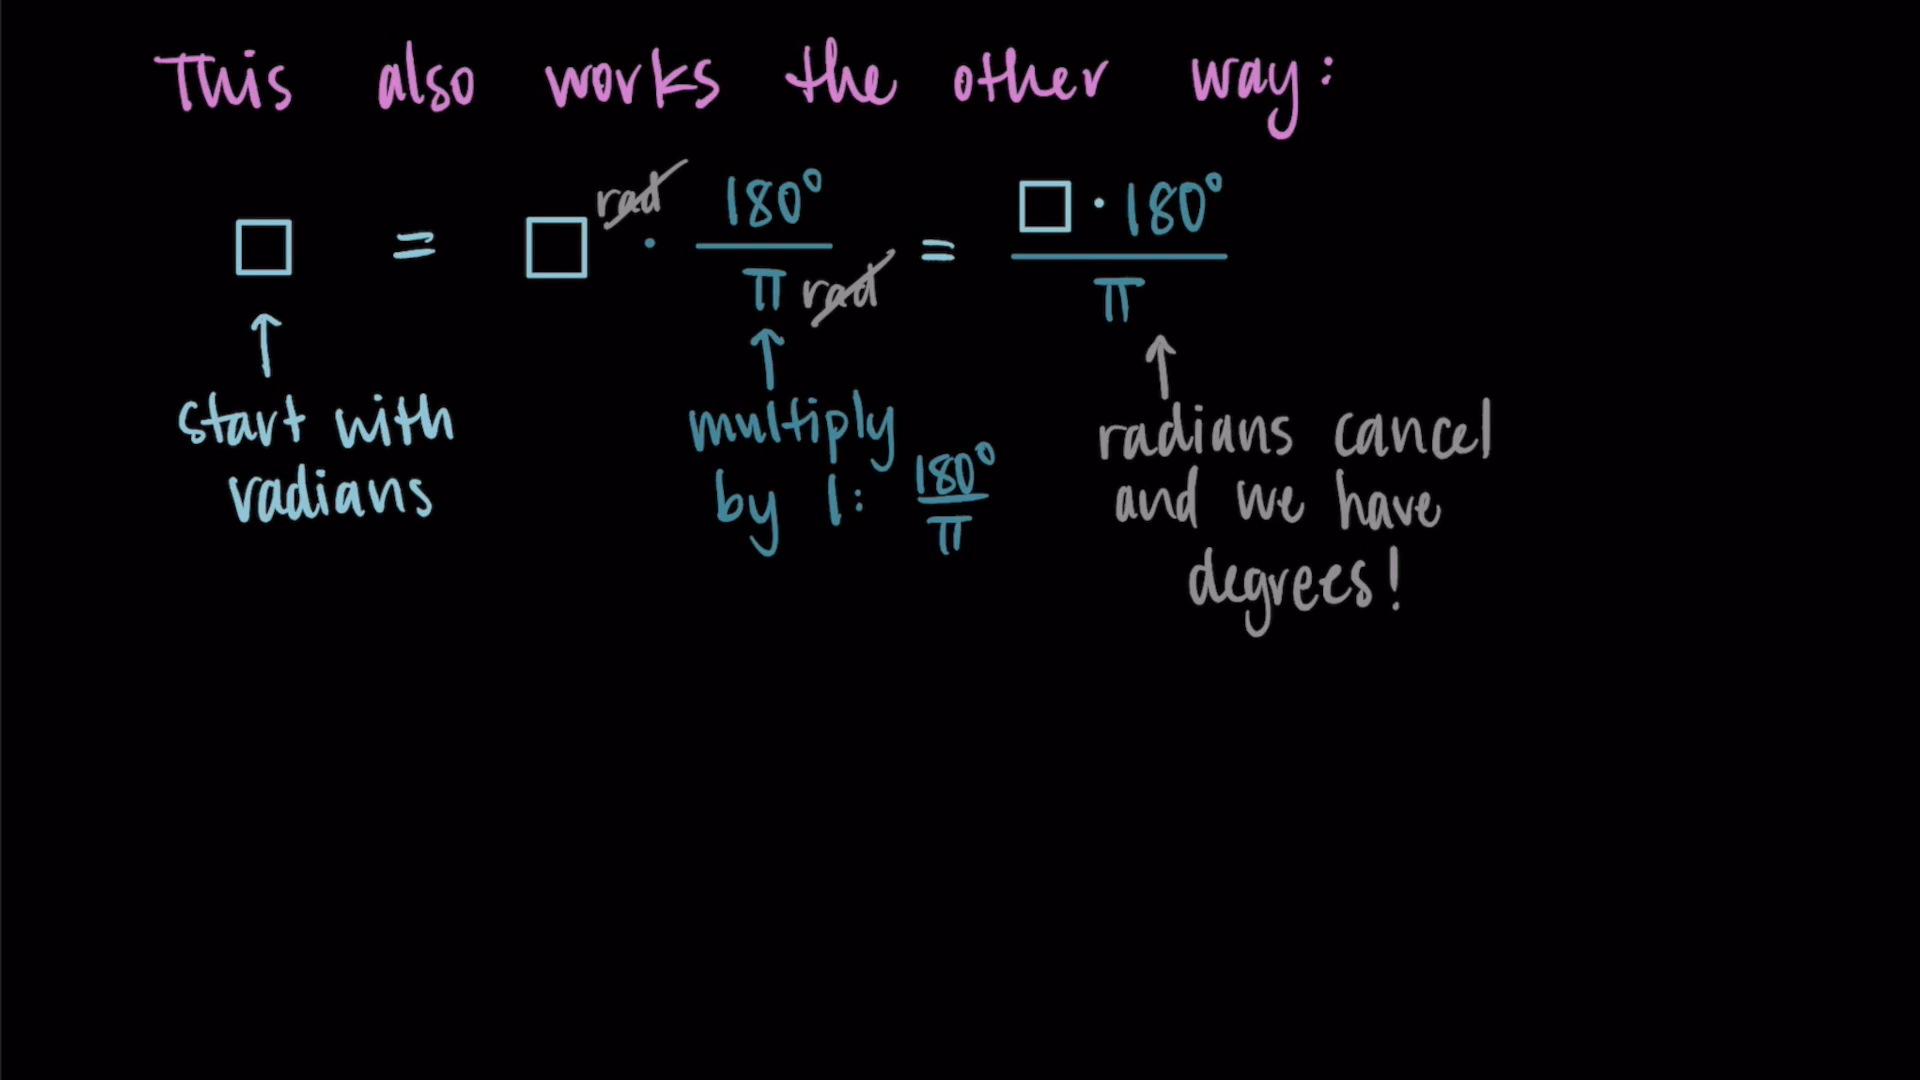 This also works the other way:
□ = □ rad · 180° / π rad = □ · 180° / π
↑ start with
radians
↑ multiply
by 1: 180° / π
↑ radians cancel
and we have
degrees!